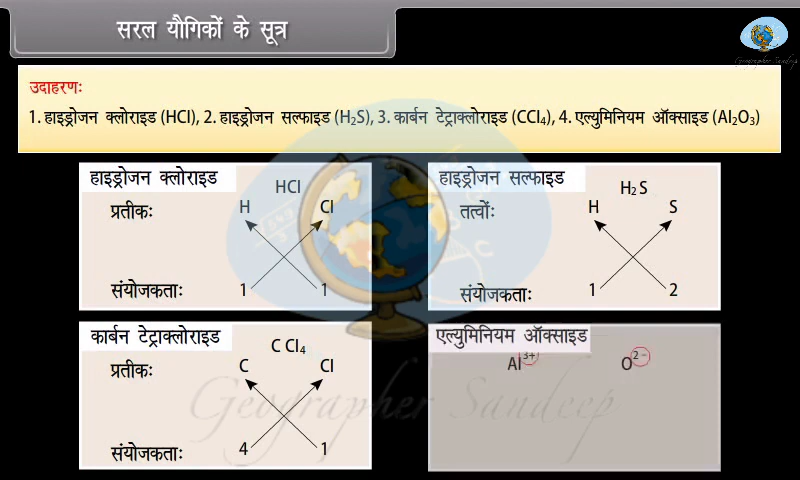 सरल यौगिकों के सूत्र
Geographer Sandeep
उदाहरणः
1. हाइड्रोजन क्लोराइड (HCl), 2. हाइड्रोजन सल्फाइड (H₂S), 3. कार्बन टेट्राक्लोराइड (CCl₄), 4. एल्युमिनियम ऑक्साइड (Al₂O₃)
हाइड्रोजन क्लोराइड
HCl
प्रतीकः H Cl
संयोजकताः 1 1
हाइड्रोजन सल्फाइड
H₂S
तत्वोंः H S
संयोजकताः 1 2
कार्बन टेट्राक्लोराइड
C Cl₄
प्रतीकः C Cl
संयोजकताः 4 1
एल्युमिनियम ऑक्साइड
Al³⁺ O²⁻
Geographer Sandeep